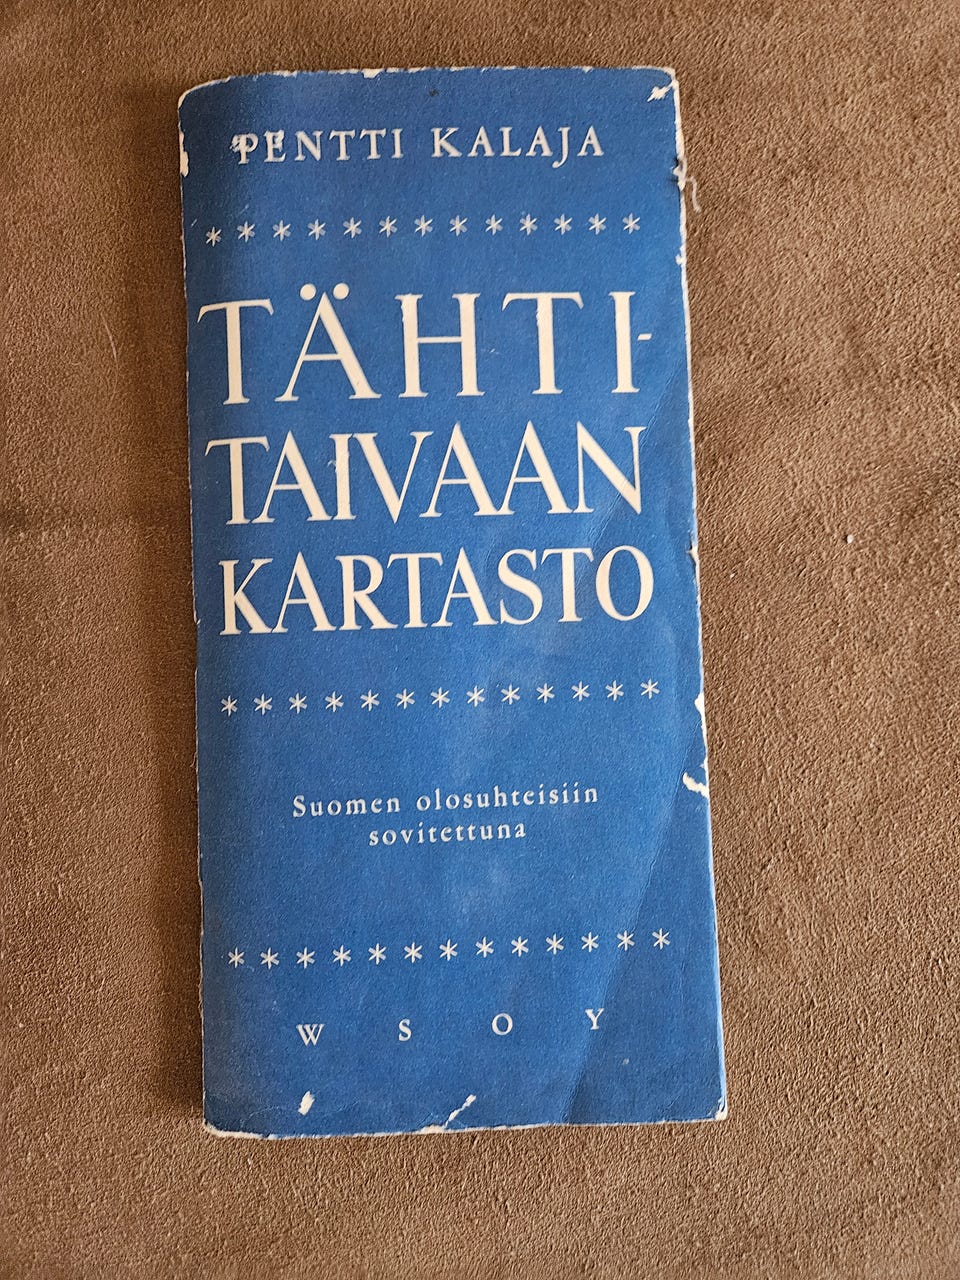 PENTTI KALAJA
* * * * * * * * * * * * *
TÄHTI-
TAIVAAN
KARTASTO
* * * * * * * * * * * * *
Suomen olosuhteisiin
sovitettuna
* * * * * * * * * * * * *
W S O Y